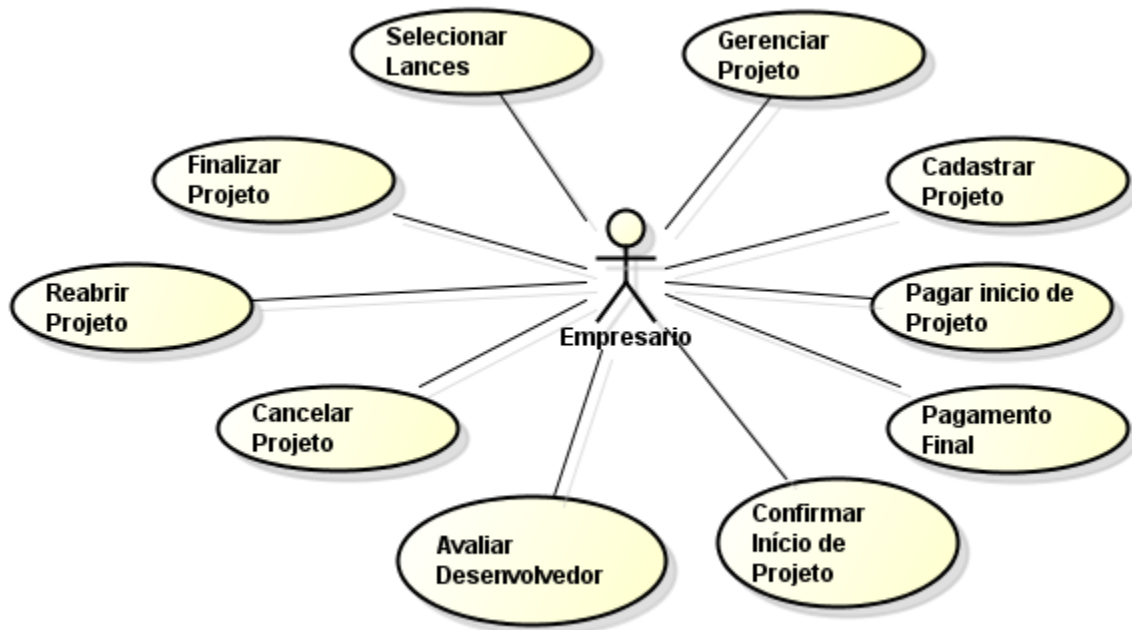 Selecionar
Lances
Gerenciar
Projeto
Finalizar
Projeto
Cadastrar
Projeto
Reabrir
Projeto
Pagar inicio de
Projeto
Empresario
Cancelar
Projeto
Pagamento
Final
Avaliar
Desenvolvedor
Confirmar
Início de
Projeto